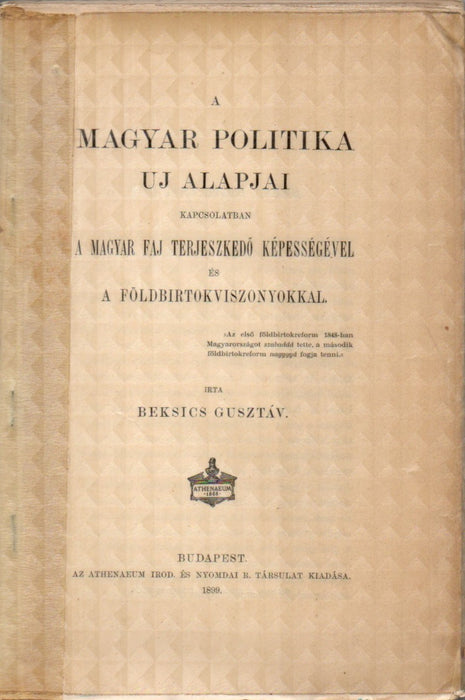 A
MAGYAR POLITIKA
UJ ALAPJAI
KAPCSOLATBAN
A MAGYAR FAJ TERJESZKEDŐ KÉPESSÉGÉVEL
ÉS
A FÖLDBIRTOKVISZONYOKKAL.
»Az első földbirtokreform 1848-ban
Magyarországot szabaddá tette, a második
földbirtokreform naggyá fogja tenni.«
IRTA
BEKSICS GUSZTÁV.
ATHENAEUM
1868
BUDAPEST.
AZ ATHENAEUM IROD. ÉS NYOMDAI R. TÁRSULAT KIADÁSA.
1899.